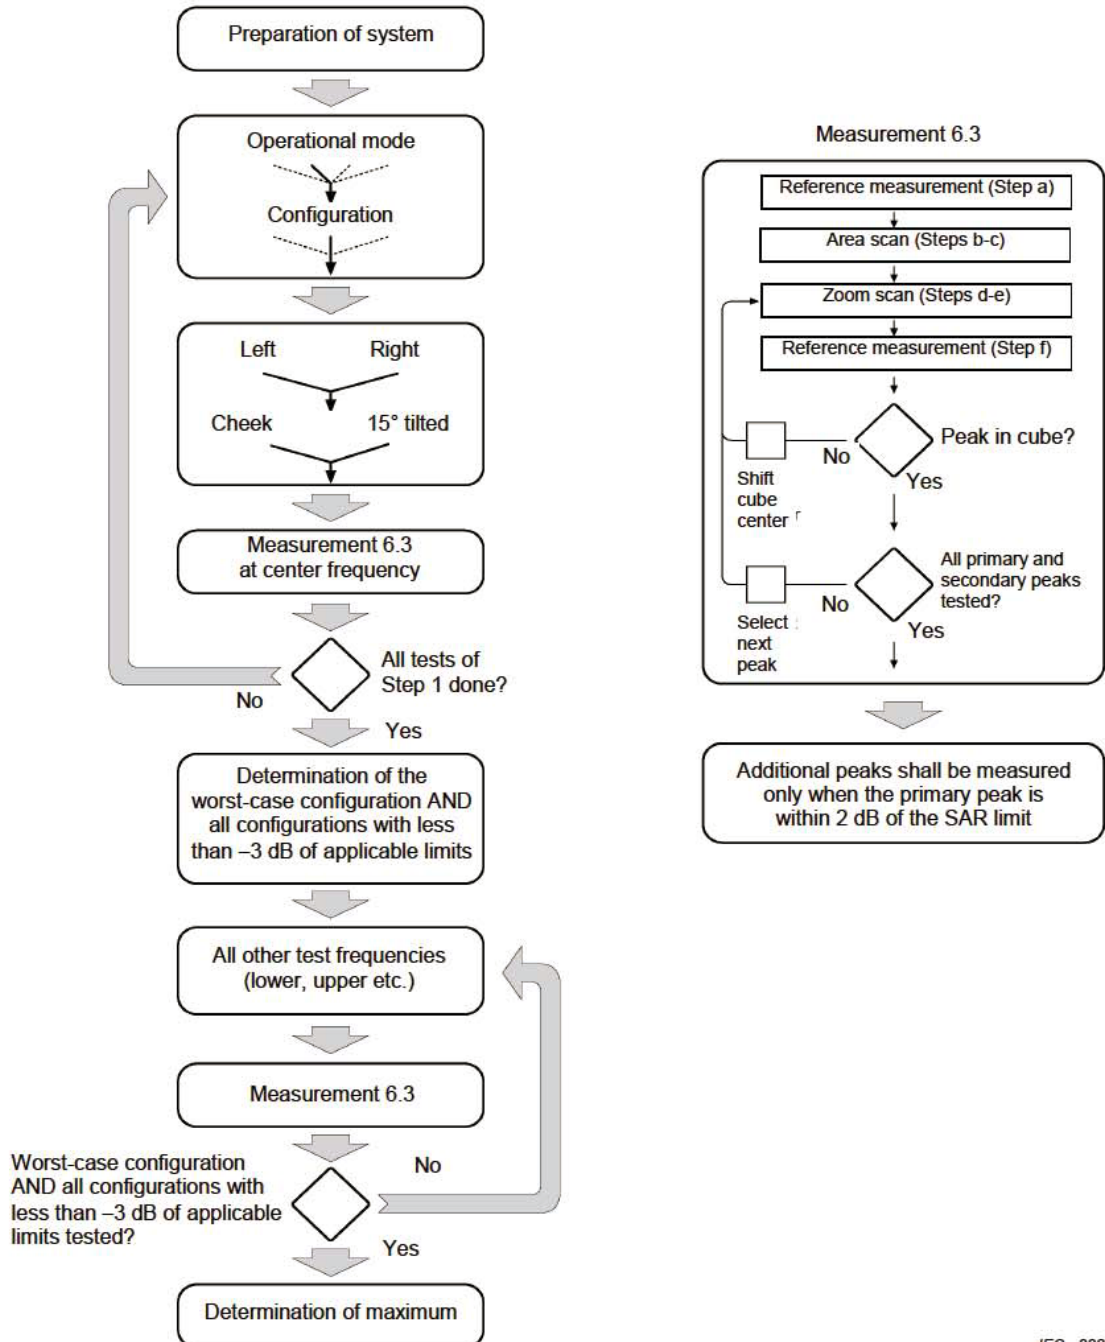 Preparation of system
Operational mode
Configuration
Left Right
Cheek 15° tilted
Measurement 6.3
at center frequency
All tests of
Step 1 done?
No
Yes
Determination of the
worst-case configuration AND
all configurations with less
than –3 dB of applicable limits
All other test frequencies
(lower, upper etc.)
Measurement 6.3
Worst-case configuration
AND all configurations with
less than –3 dB of applicable
limits tested?
No
Yes
Determination of maximum
Measurement 6.3
Reference measurement (Step a)
Area scan (Steps b-c)
Zoom scan (Steps d-e)
Reference measurement (Step f)
Peak in cube?
No
Yes
Shift
cube
center
All primary and
secondary peaks
tested?
No
Yes
Select
next
peak
Additional peaks shall be measured
only when the primary peak is
within 2 dB of the SAR limit